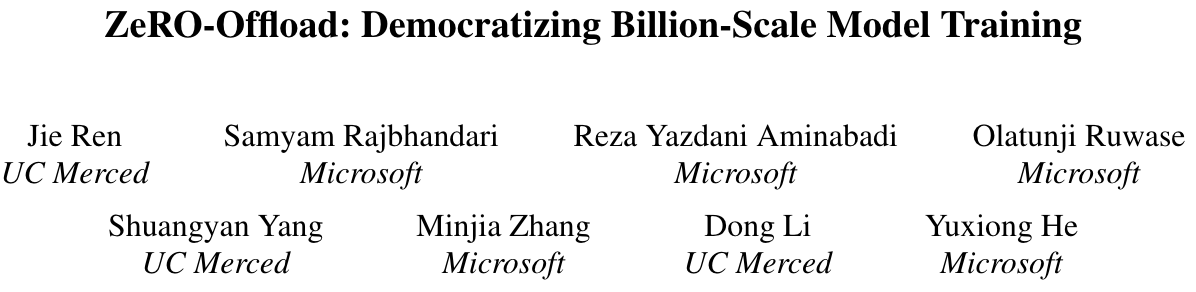 ZeRO-Offload: Democratizing Billion-Scale Model Training
Jie Ren Samyam Rajbhandari Reza Yazdani Aminabadi Olatunji Ruwase
UC Merced Microsoft Microsoft Microsoft
Shuangyan Yang Minjia Zhang Dong Li Yuxiong He
UC Merced Microsoft UC Merced Microsoft